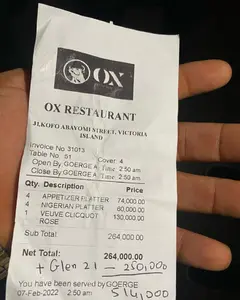 OX
OX RESTAURANT
31,KOFO ABAYOMI STREET, VICTORIA
ISLAND
Invoice No 31013
Table No. 51 Cover: 4
Open By GOERGE A Time 2:50 am
Close By GOERGE A Time 2:50 am
Qty. Description Price
4 APPETIZER PLATTER 74,000.00
4 NIGERIAN PLATTER 60,000.00
1 VEUVE CLICQUOT 130,000.00
ROSE
Sub Total: 264,000.00
Net Total: 264,000.00
+ Glen 21 - 250,000
You have been served by GOERGE
07-Feb-2022 2:50 am 514,000